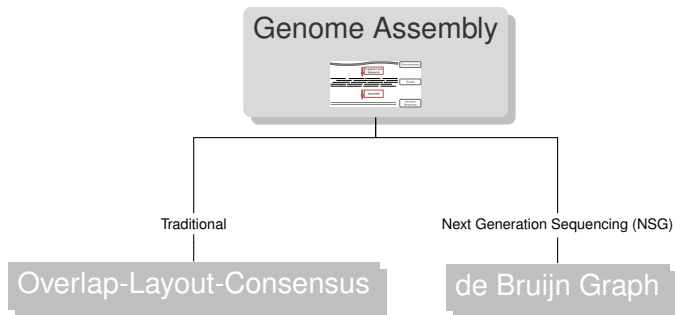 Genome Assembly
Traditional
Next Generation Sequencing (NSG)
Overlap-Layout-Consensus
de Bruijn Graph